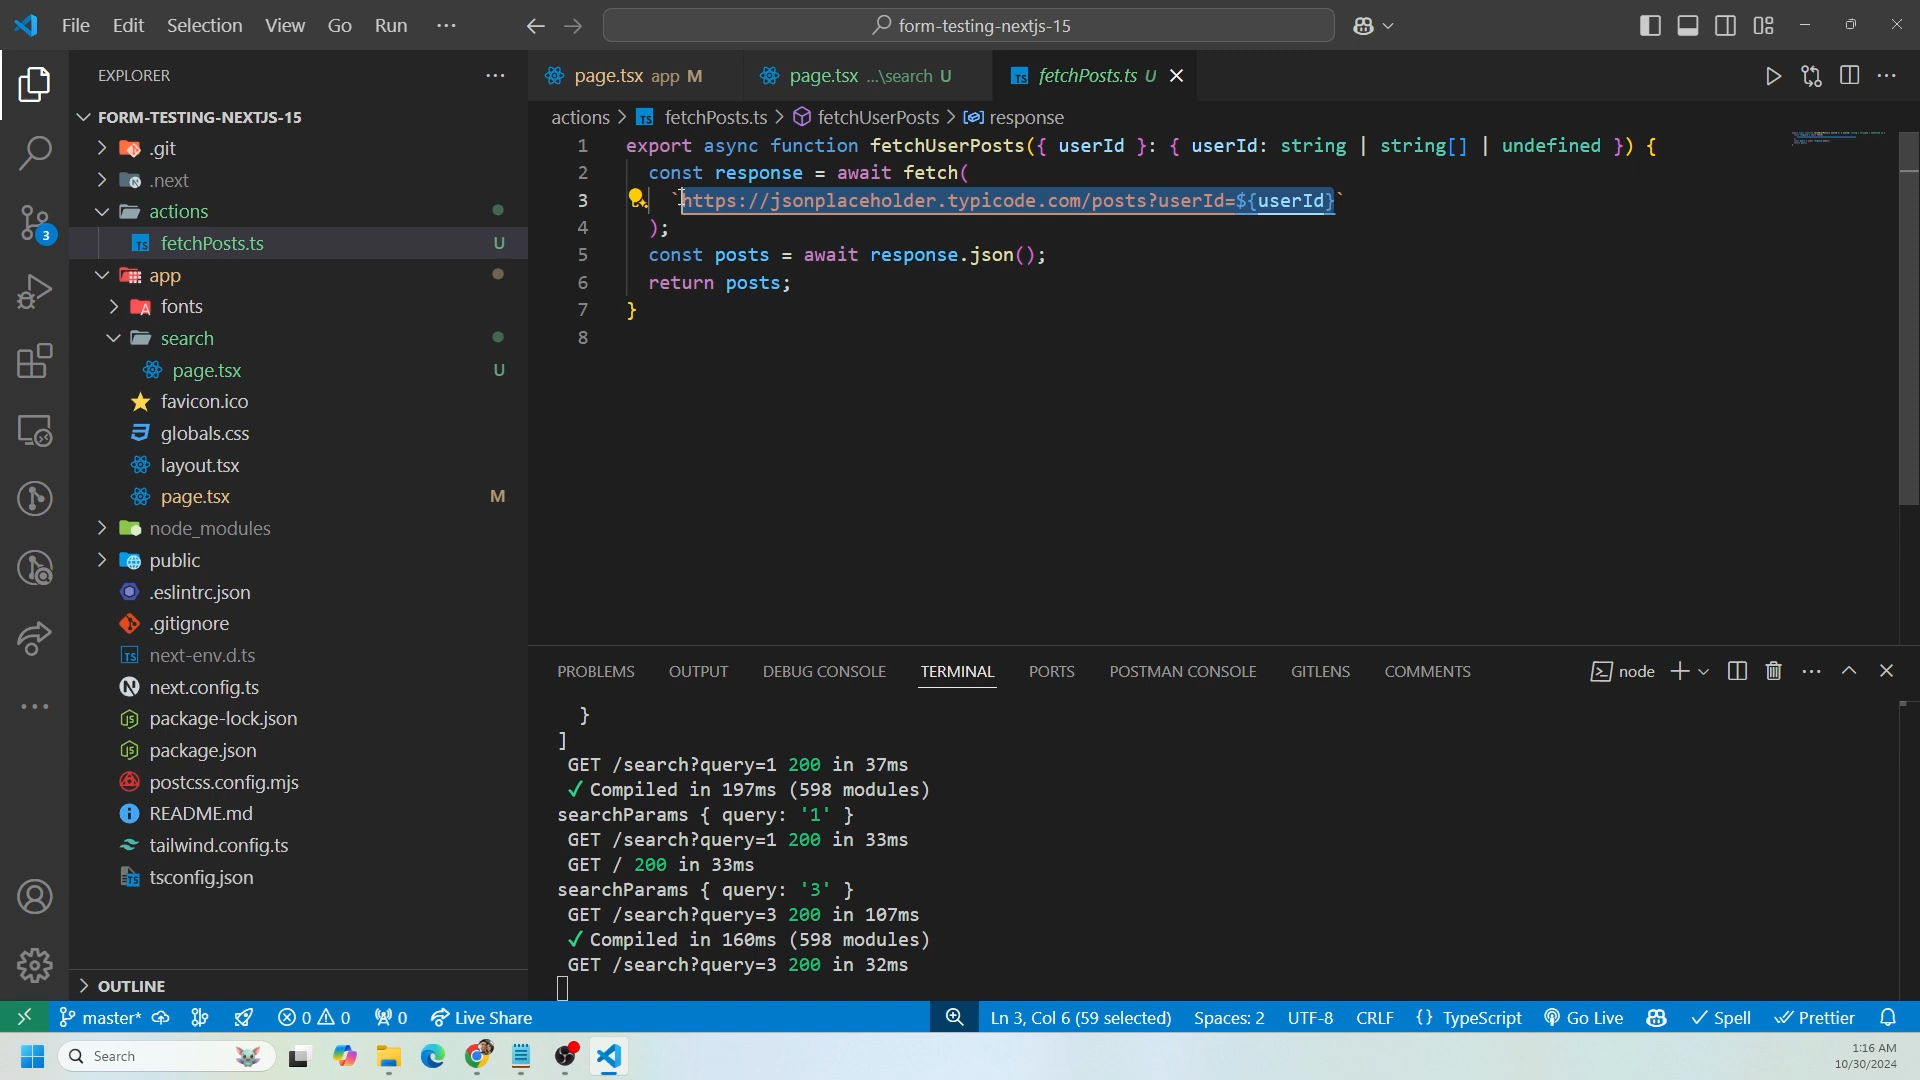 File Edit Selection View Go Run ···
form-testing-nextjs-15
EXPLORER
FORM-TESTING-NEXTJS-15
.git
.next
actions
fetchPosts.ts U
app
fonts
search
page.tsx U
favicon.ico
globals.css
layout.tsx
page.tsx M
node_modules
public
.eslintrc.json
.gitignore
next-env.d.ts
next.config.ts
package-lock.json
package.json
postcss.config.mjs
README.md
tailwind.config.ts
tsconfig.json
OUTLINE
3
page.tsx app M
page.tsx ...\search U
fetchPosts.ts U
actions > fetchPosts.ts > fetchUserPosts > response
1 export async function fetchUserPosts({ userId }: { userId: string | string[] | undefined }) {
2 const response = await fetch(
3 `https://jsonplaceholder.typicode.com/posts?userId=${userId}`
4 );
5 const posts = await response.json();
6 return posts;
7 }
8
PROBLEMS OUTPUT DEBUG CONSOLE TERMINAL PORTS POSTMAN CONSOLE GITLENS COMMENTS
node
}
]
GET /search?query=1 200 in 37ms
✓ Compiled in 197ms (598 modules)
searchParams { query: '1' }
GET /search?query=1 200 in 33ms
GET / 200 in 33ms
searchParams { query: '3' }
GET /search?query=3 200 in 107ms
✓ Compiled in 160ms (598 modules)
GET /search?query=3 200 in 32ms
master* 0 0 0 Live Share
Ln 3, Col 6 (59 selected) Spaces: 2 UTF-8 CRLF {} TypeScript Go Live Spell Prettier
Search
1:16 AM
10/30/2024